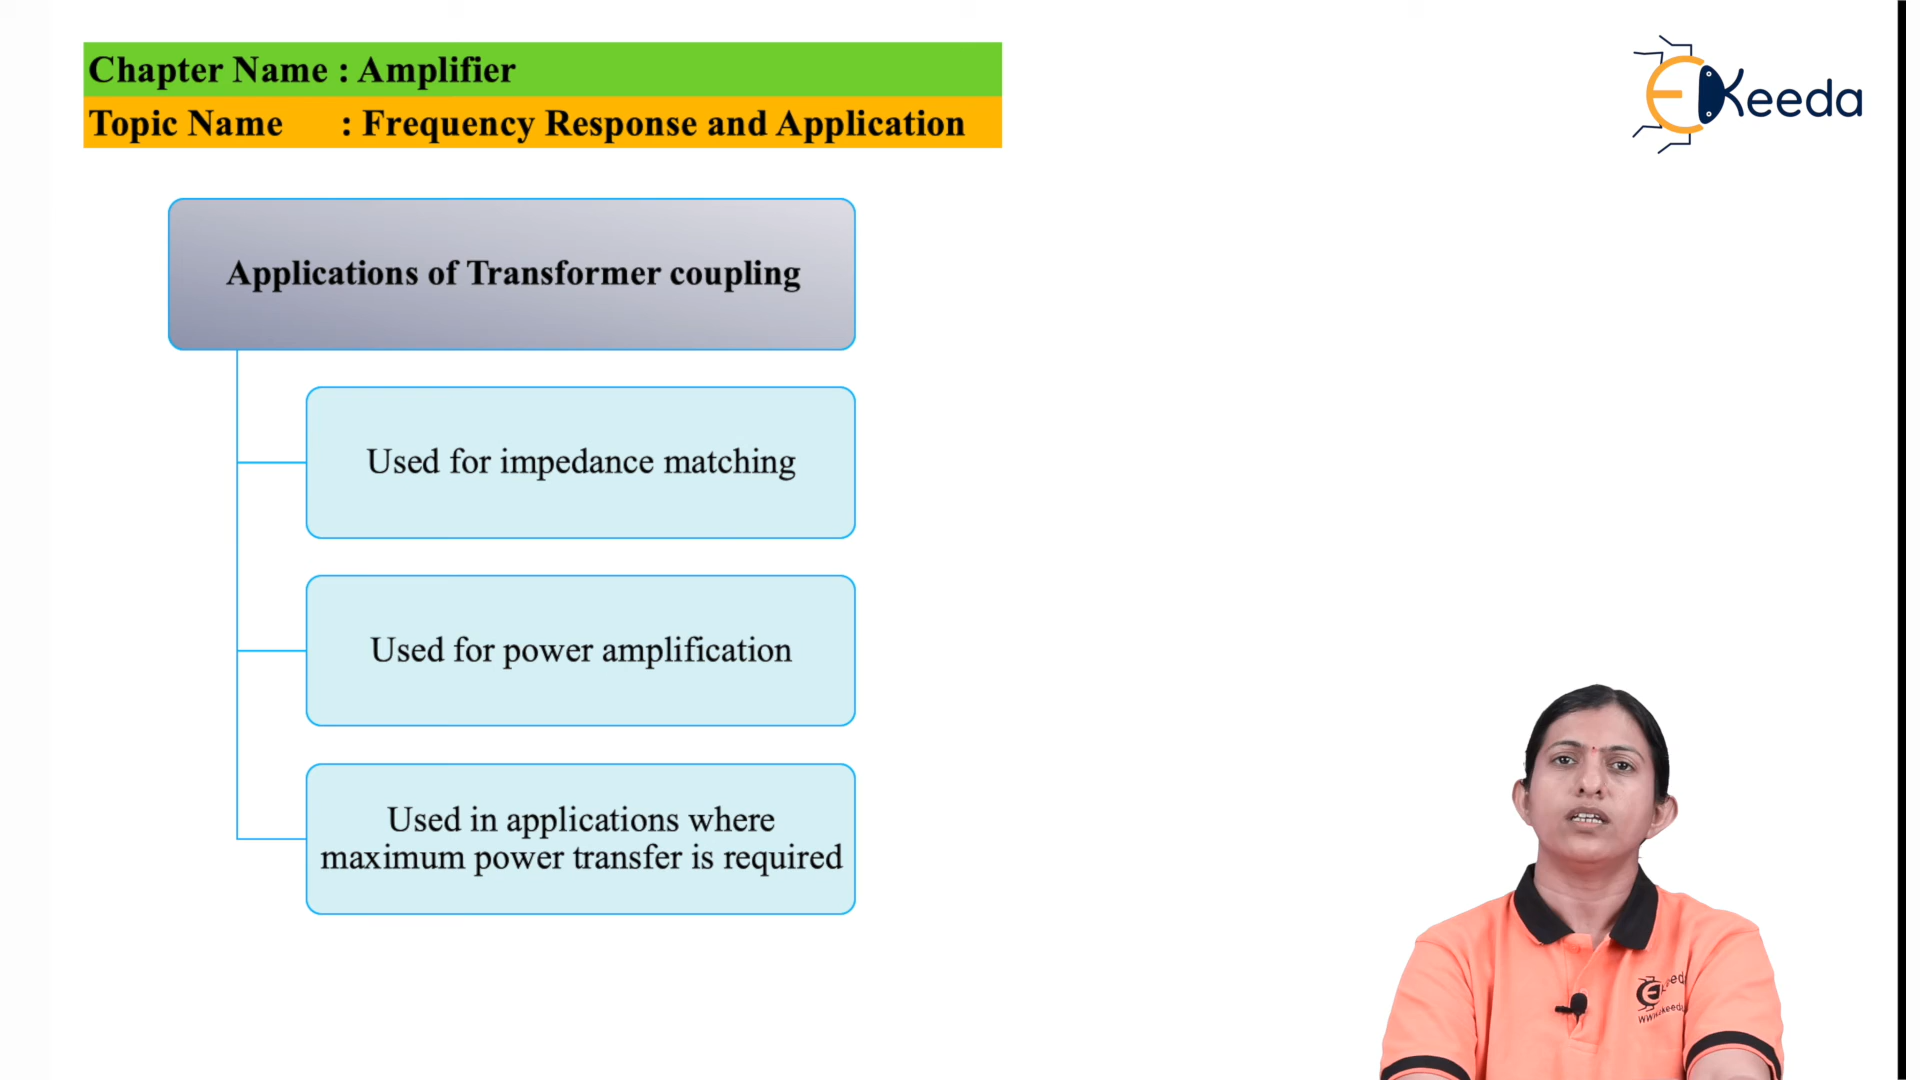 Chapter Name : Amplifier
Topic Name : Frequency Response and Application
EKeeda
Applications of Transformer coupling
Used for impedance matching
Used for power amplification
Used in applications where
maximum power transfer is required